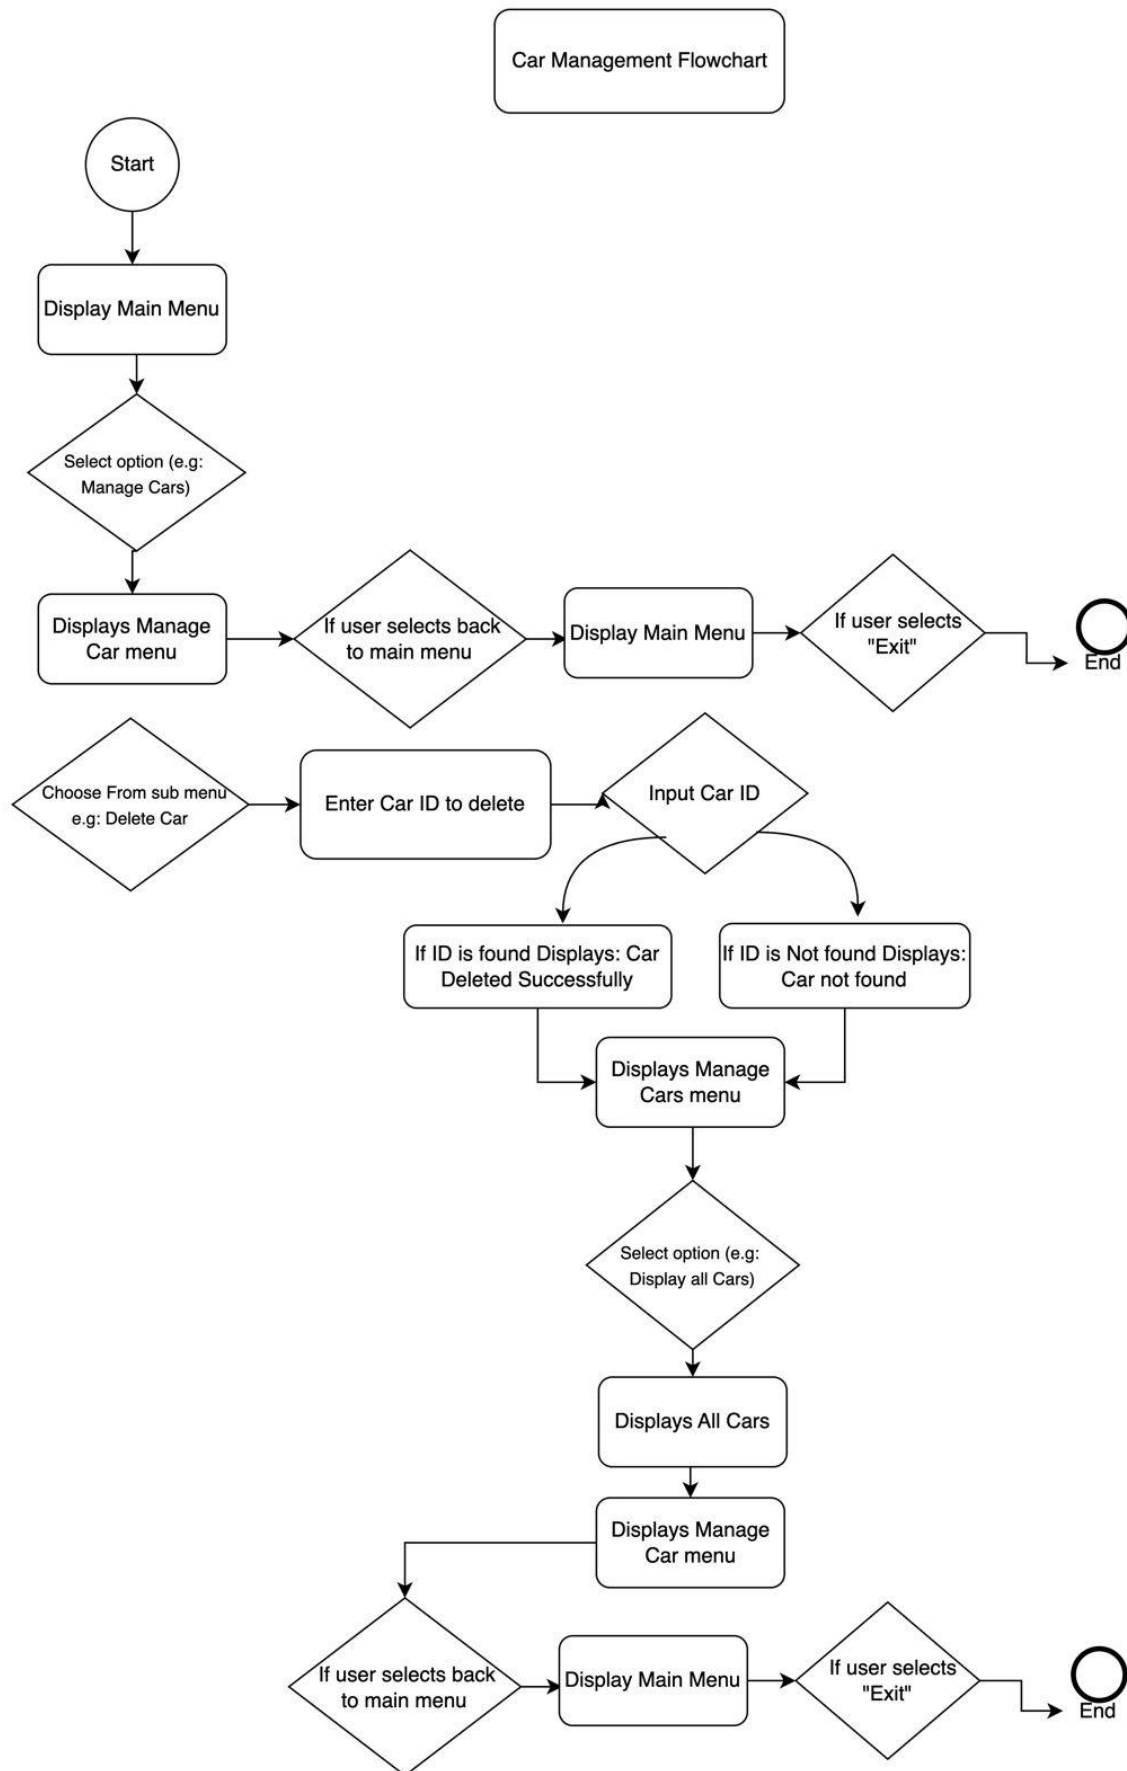 Car Management Flowchart
Start
Display Main Menu
Select option (e.g:
Manage Cars)
Displays Manage
Car menu
If user selects back
to main menu
Display Main Menu
If user selects
"Exit"
End
Choose From sub menu
e.g: Delete Car
Enter Car ID to delete
Input Car ID
If ID is found Displays: Car
Deleted Successfully
If ID is Not found Displays:
Car not found
Displays Manage
Cars menu
Select option (e.g:
Display all Cars)
Displays All Cars
Displays Manage
Car menu
If user selects back
to main menu
Display Main Menu
If user selects
"Exit"
End